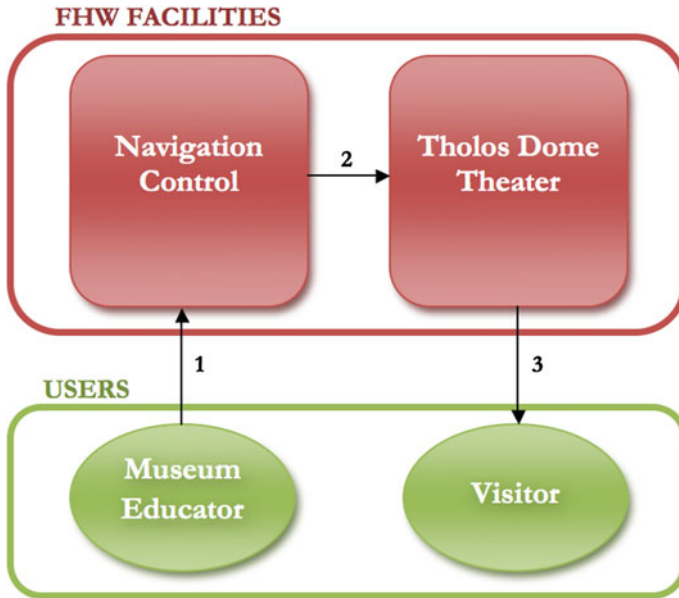 FHW FACILITIES
Navigation
Control
2
Tholos Dome
Theater
1
3
USERS
Museum
Educator
Visitor